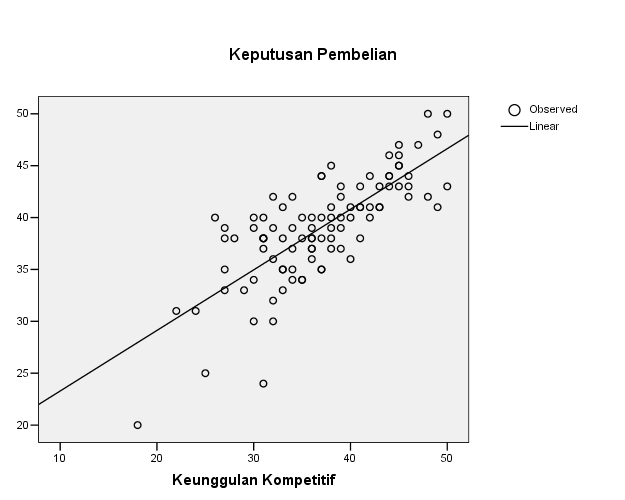 Keputusan Pembelian
Observed
Linear
50
45
40
35
30
25
20
10 20 30 40 50
Keunggulan Kompetitif